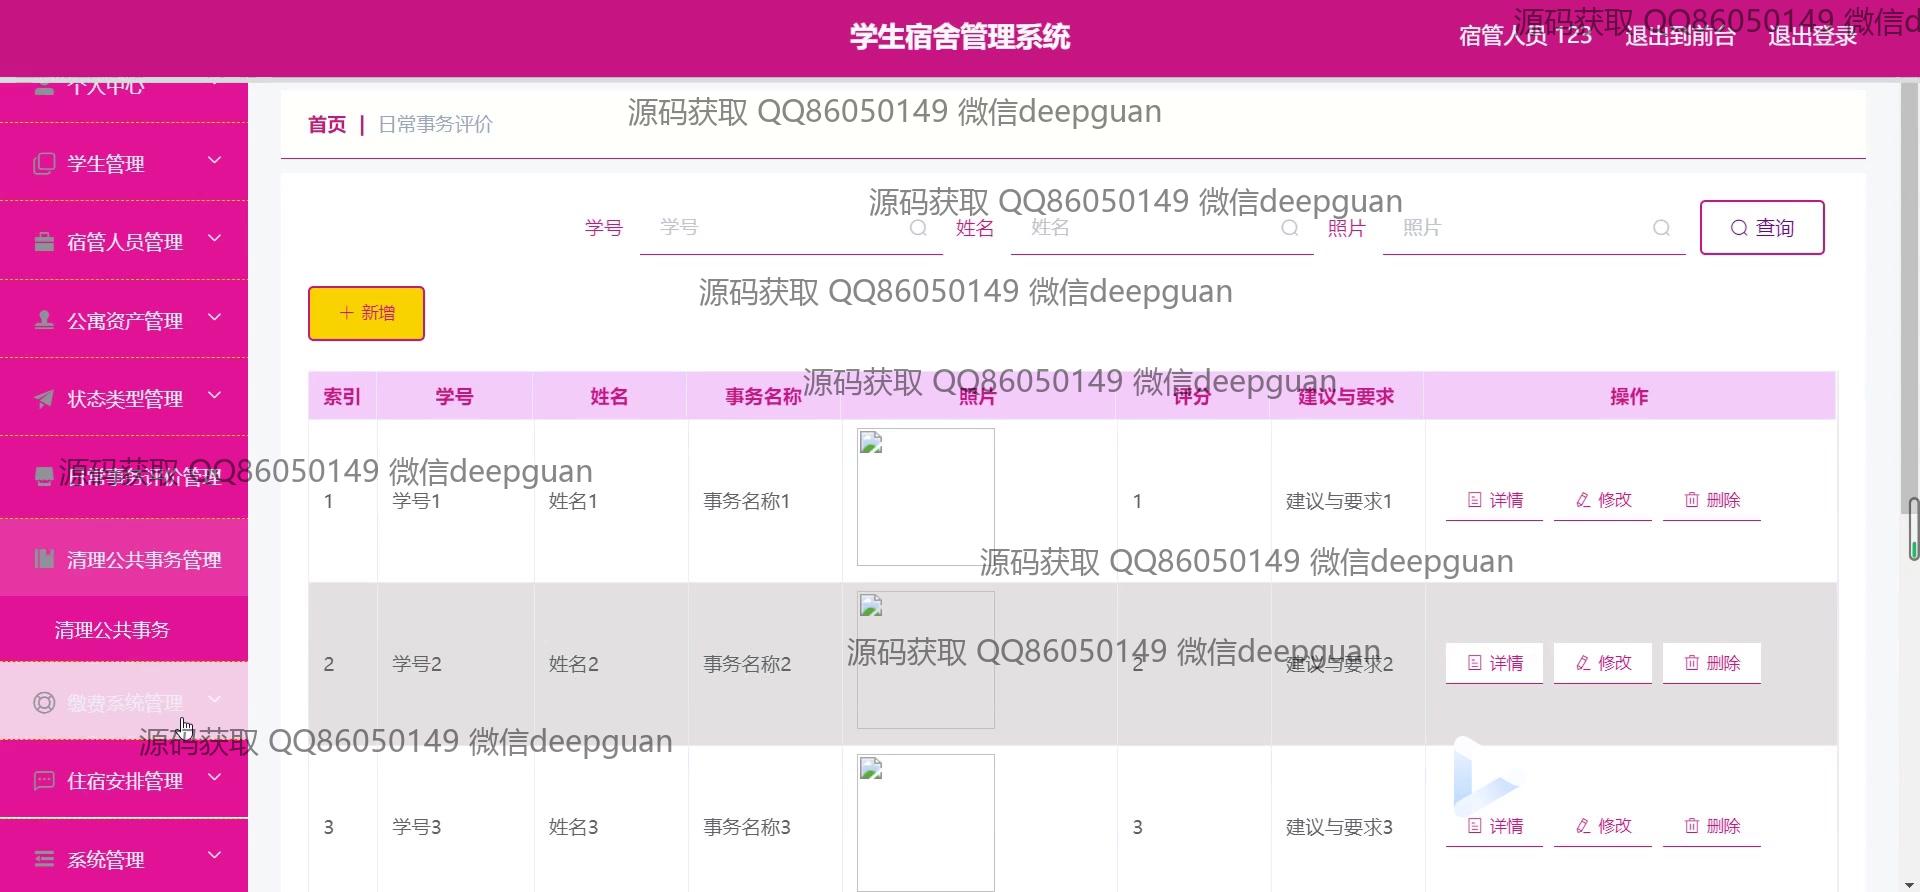 学生宿舍管理系统
宿管人员 123 退出到前台 退出登录
源码获取 QQ86050149 微信d
个人中心
学生管理
宿管人员管理
公寓资产管理
状态类型管理
日常事务评价管理
清理公共事务管理
清理公共事务
缴费系统管理
住宿安排管理
系统管理
首页 | 日常事务评价
源码获取 QQ86050149 微信deepguan
源码获取 QQ86050149 微信deepguan
学号 学号 姓名 姓名 照片 照片 查询
源码获取 QQ86050149 微信deepguan
新增
源码获取 QQ86050149 微信deepguan
索引 学号 姓名 事务名称 照片 评分 建议与要求 操作
源码获取 QQ86050149 微信deepguan
1 学号1 姓名1 事务名称1 1 建议与要求1 详情 修改 删除
源码获取 QQ86050149 微信deepguan
源码获取 QQ86050149 微信deepguan
2 学号2 姓名2 事务名称2 2 建议与要求2 详情 修改 删除
源码获取 QQ86050149 微信deepguan
3 学号3 姓名3 事务名称3 3 建议与要求3 详情 修改 删除